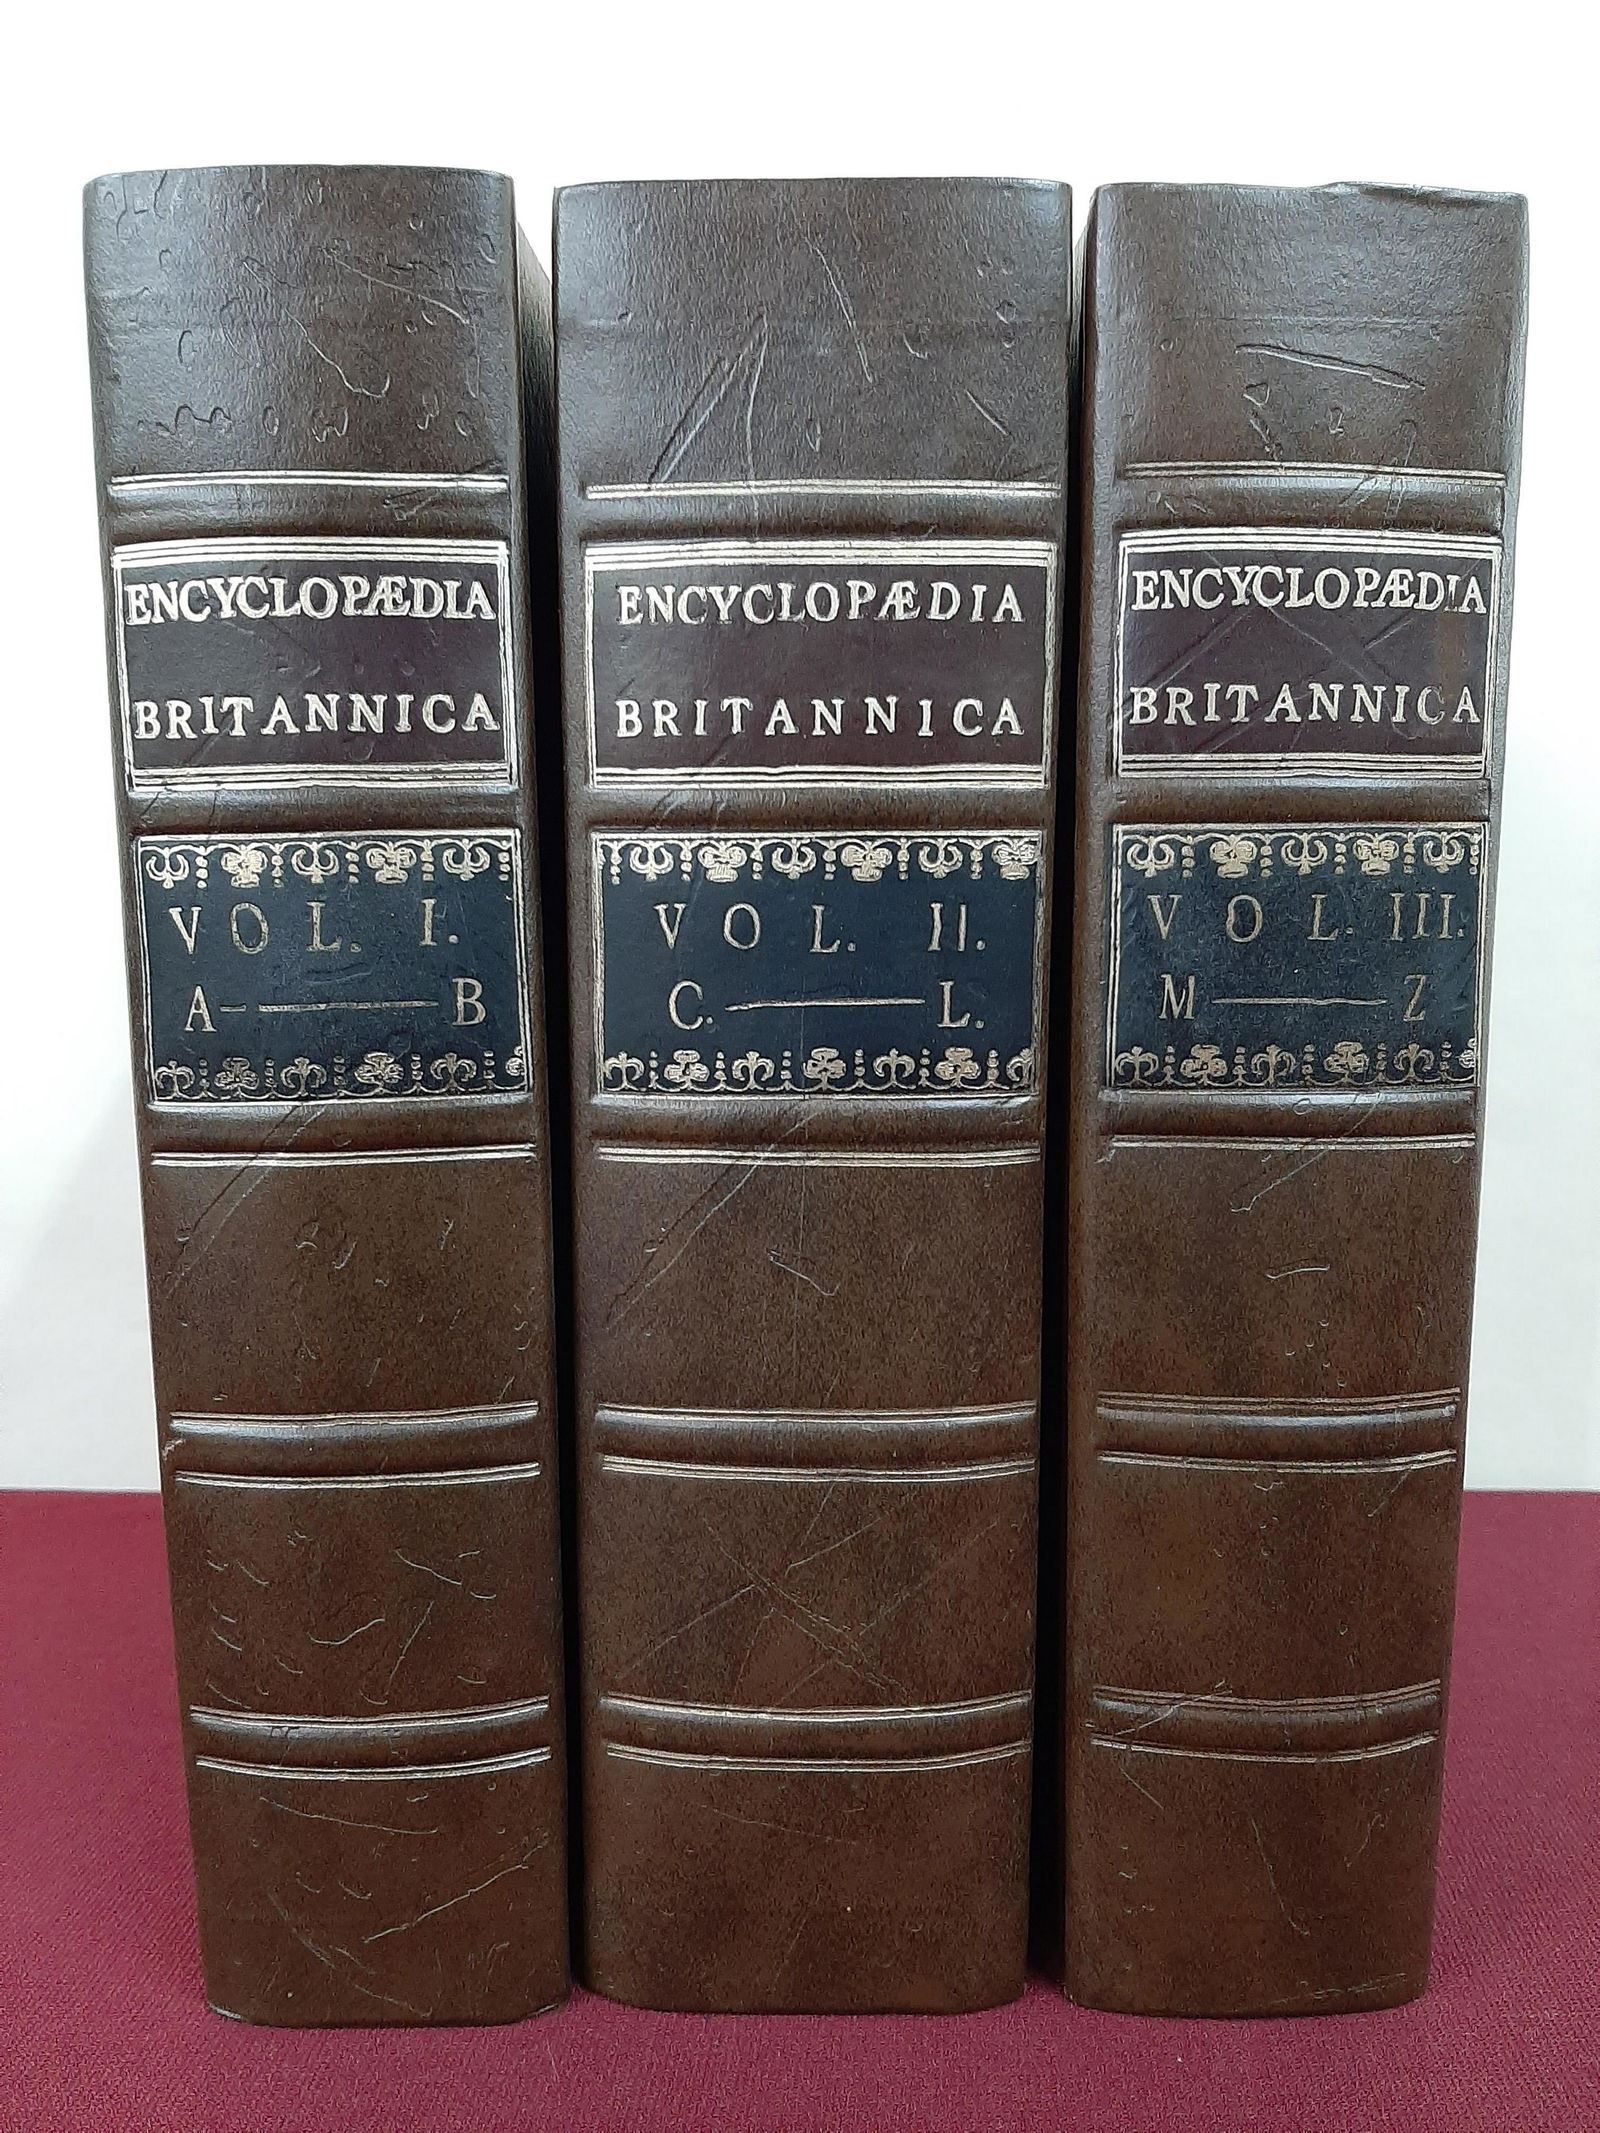 ENCYCLOPÆDIA
BRITANNICA
VOL. I.
A—B
ENCYCLOPÆDIA
BRITANNICA
VOL. II.
C.—L.
ENCYCLOPÆDIA
BRITANNICA
VOL. III.
M—Z